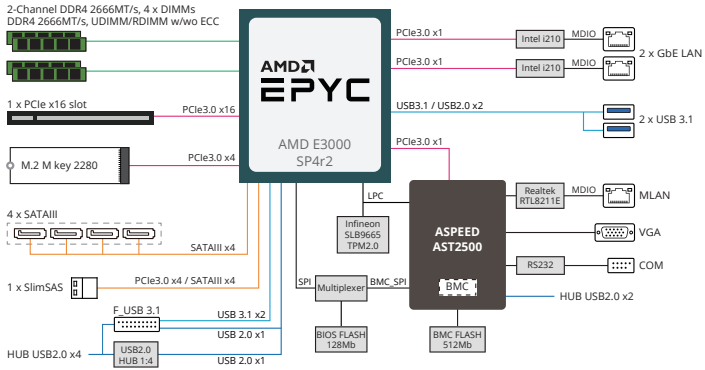 2-Channel DDR4 2666MT/s, 4 x DIMMs
DDR4 2666MT/s, UDIMM/RDIMM w/wo ECC
AMD
EPYC
AMD E3000
SP4r2
PCIe3.0 x1
Intel i210
MDIO
PCIe3.0 x1
Intel i210
MDIO
2 x GbE LAN
1 x PCIe x16 slot
PCIe3.0 x16
USB3.1 / USB2.0 x2
2 x USB 3.1
M.2 M key 2280
PCIe3.0 x4
PCIe3.0 x1
4 x SATAIII
SATAIII x4
LPC
Infineon
SLB9665
TPM2.0
ASPEED
AST2500
BMC
Realtek
RTL8211E
MDIO
MLAN
VGA
RS232
COM
HUB USB2.0 x2
1 x SlimSAS
PCIe3.0 x4 / SATAIII x4
SPI
Multiplexer
BMC_SPI
F_USB 3.1
USB 3.1 x2
USB 2.0 x1
BIOS FLASH
128Mb
BMC FLASH
512Mb
HUB USB2.0 x4
USB2.0
HUB 1:4
USB 2.0 x1